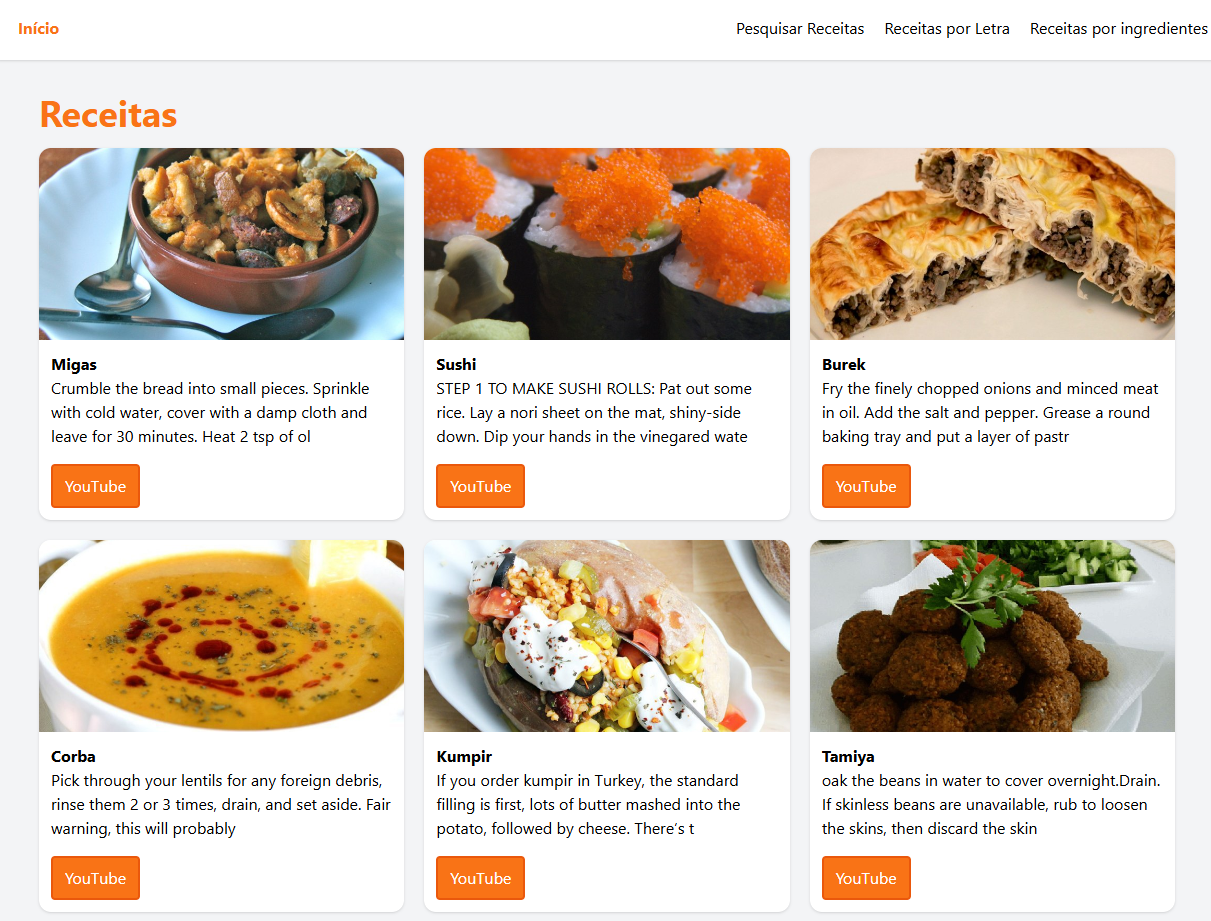 Início
Pesquisar Receitas
Receitas por Letra
Receitas por ingredientes
Receitas
Migas
Crumble the bread into small pieces. Sprinkle
with cold water, cover with a damp cloth and
leave for 30 minutes. Heat 2 tsp of ol
YouTube
Sushi
STEP 1 TO MAKE SUSHI ROLLS: Pat out some
rice. Lay a nori sheet on the mat, shiny-side
down. Dip your hands in the vinegared wate
YouTube
Burek
Fry the finely chopped onions and minced meat
in oil. Add the salt and pepper. Grease a round
baking tray and put a layer of pastr
YouTube
Corba
Pick through your lentils for any foreign debris,
rinse them 2 or 3 times, drain, and set aside. Fair
warning, this will probably
YouTube
Kumpir
If you order kumpir in Turkey, the standard
filling is first, lots of butter mashed into the
potato, followed by cheese. There’s t
YouTube
Tamiya
oak the beans in water to cover overnight.Drain.
If skinless beans are unavailable, rub to loosen
the skins, then discard the skin
YouTube